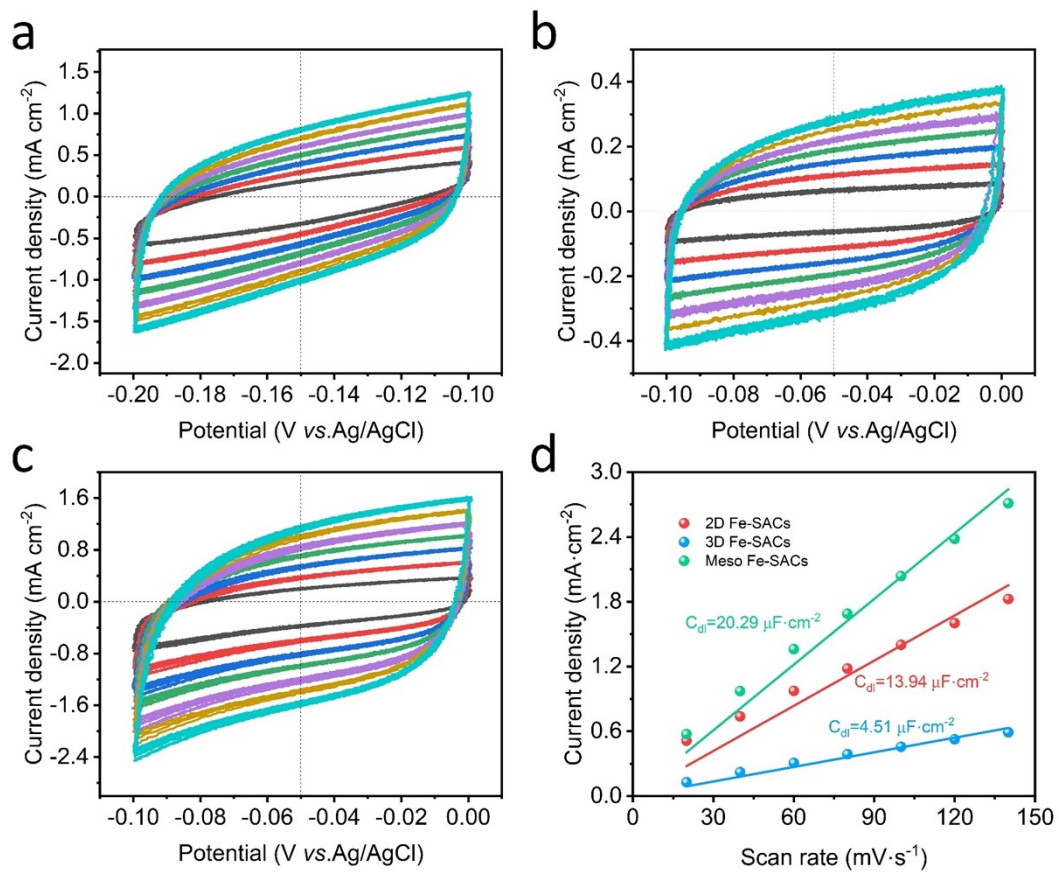 a
Current density (mA cm-2)
1.5
1.0
0.5
0.0
-0.5
-1.0
-1.5
-2.0
-0.20 -0.18 -0.16 -0.14 -0.12 -0.10
Potential (V vs.Ag/AgCl)
b
Current density (mA cm-2)
0.4
0.2
0.0
-0.2
-0.4
-0.10 -0.08 -0.06 -0.04 -0.02 0.00
Potential (V vs.Ag/AgCl)
c
Current density (mA cm-2)
1.6
0.8
0.0
-0.8
-1.6
-2.4
-0.10 -0.08 -0.06 -0.04 -0.02 0.00
Potential (V vs.Ag/AgCl)
d
Current density (mA·cm-2)
3.0
2.4
1.8
1.2
0.6
0.0
2D Fe-SACs
3D Fe-SACs
Meso Fe-SACs
Cdl=20.29 μF·cm-2
Cdl=13.94 μF·cm-2
Cdl=4.51 μF·cm-2
0 30 60 90 120 150
Scan rate (mV·s-1)